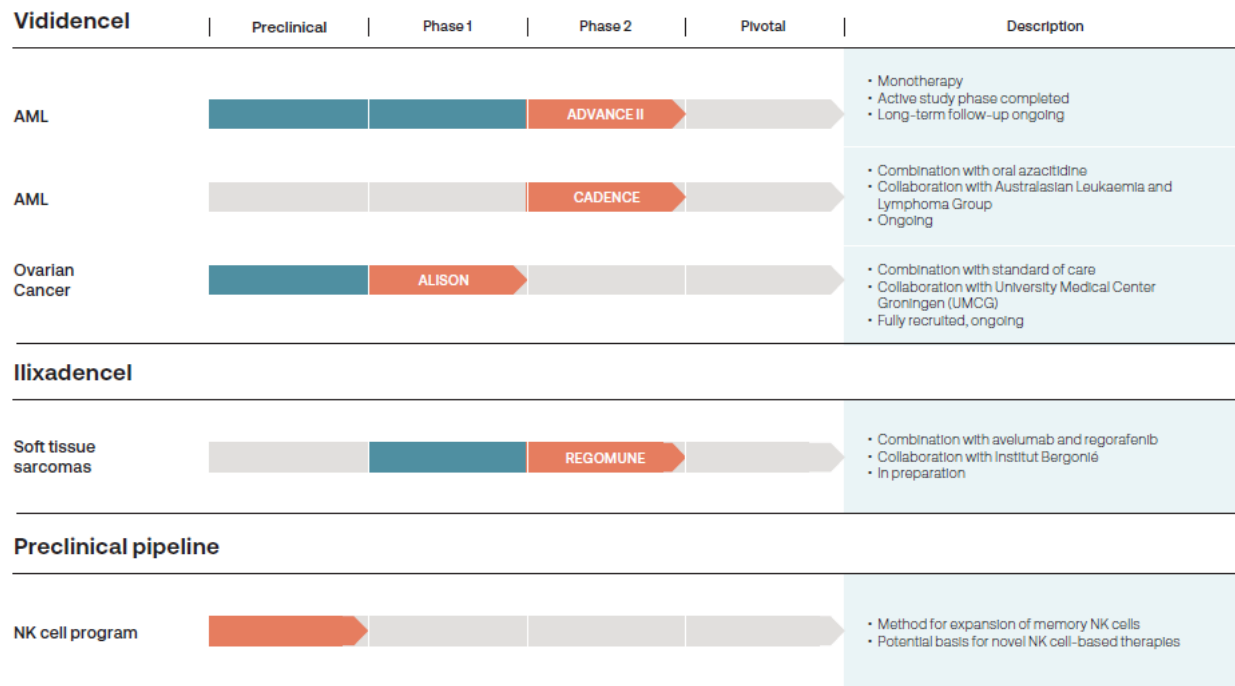 Vididencel
Preclinical
Phase 1
Phase 2
Pivotal
Description
AML
ADVANCE II
• Monotherapy
• Active study phase completed
• Long-term follow-up ongoing
AML
CADENCE
• Combination with oral azacitidine
• Collaboration with Australasian Leukaemia and
Lymphoma Group
• Ongoing
Ovarian
Cancer
ALISON
• Combination with standard of care
• Collaboration with University Medical Center
Groningen (UMCG)
• Fully recruited, ongoing
Ilixadencel
Soft tissue
sarcomas
REGOMUNE
• Combination with avelumab and regorafenib
• Collaboration with Institut Bergonié
• In preparation
Preclinical pipeline
NK cell program
• Method for expansion of memory NK cells
• Potential basis for novel NK cell-based therapies